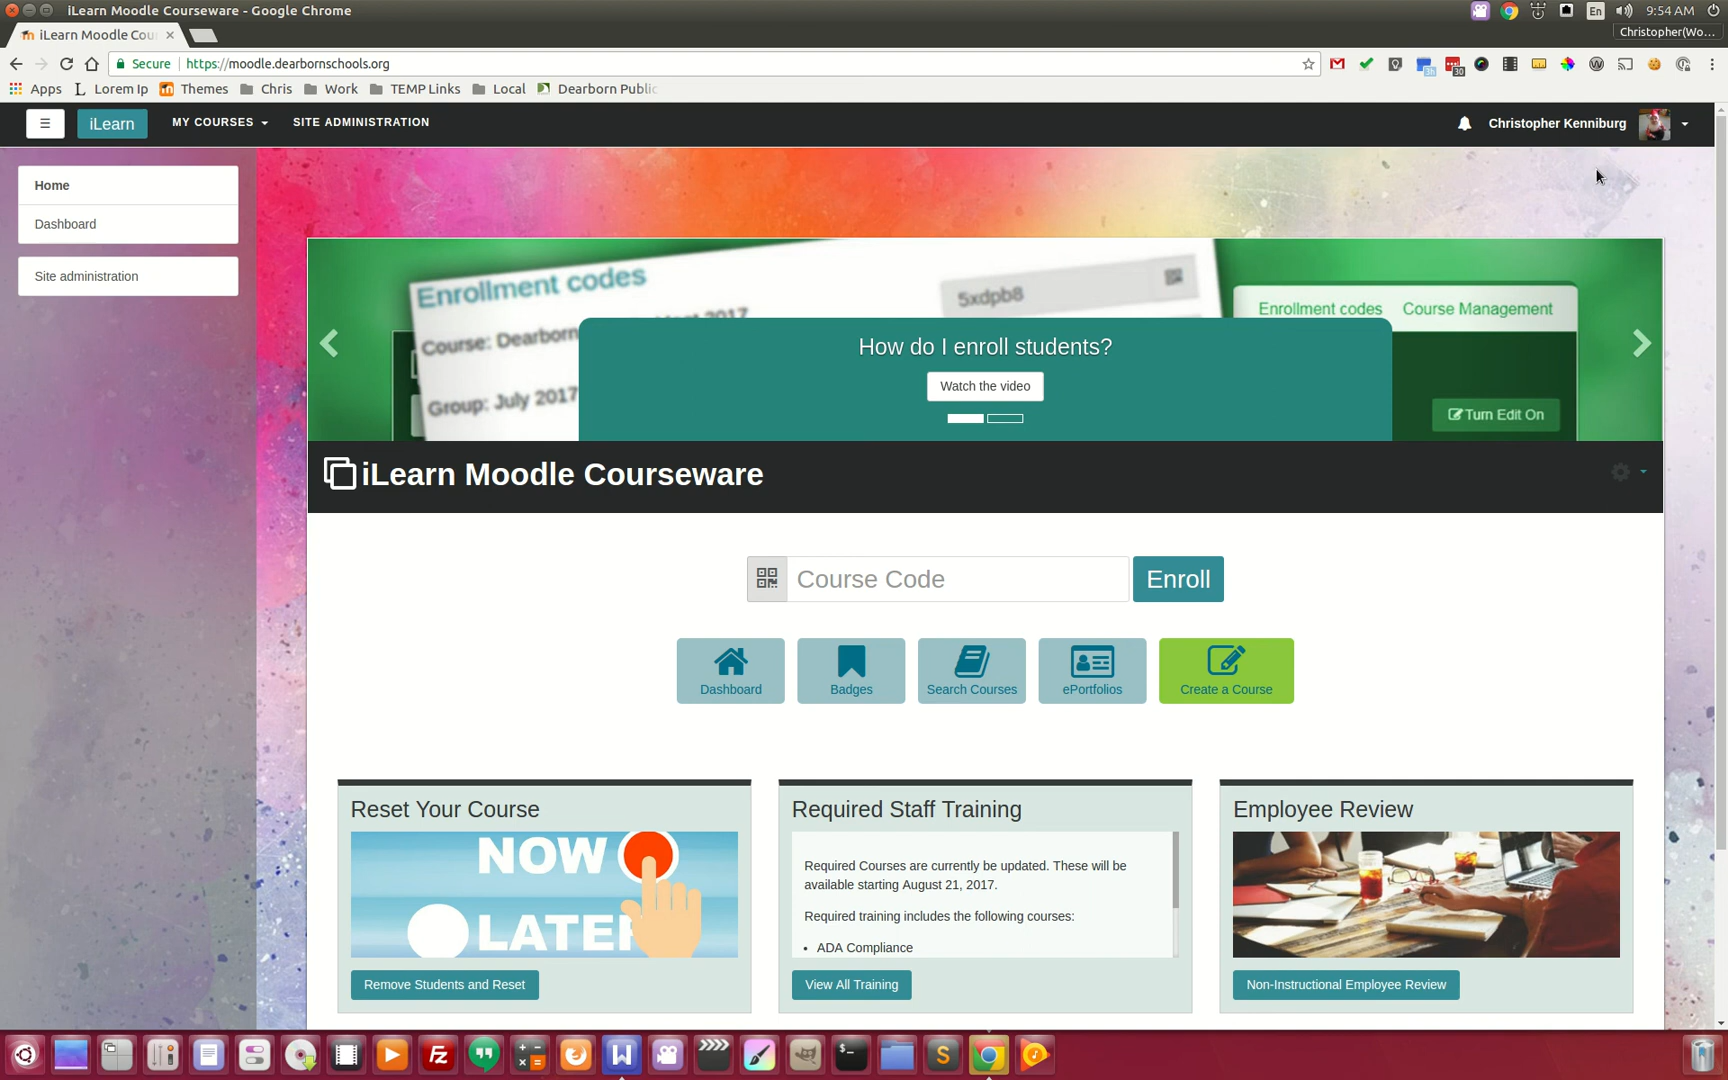 iLearn Moodle Courseware - Google Chrome
En
9:54 AM
iLearn Moodle Cou
Christopher(Wo...
Secure
https://moodle.dearbornschools.org
3h
30
Apps
Lorem Ip
Themes
Chris
Work
TEMP Links
Local
Dearborn Public
iLearn
MY COURSES
SITE ADMINISTRATION
Christopher Kenniburg
Home
Dashboard
Site administration
Enrollment codes
5xdpb8
Course: Dearborn
2017
Group: July 2017
Enrollment codes
Course Management
Turn Edit On
How do I enroll students?
Watch the video
iLearn Moodle Courseware
Course Code
Enroll
Dashboard
Badges
Search Courses
ePortfolios
Create a Course
Reset Your Course
NOW
LATER
Remove Students and Reset
Required Staff Training
Required Courses are currently be updated. These will be
available starting August 21, 2017.
Required training includes the following courses:
• ADA Compliance
View All Training
Employee Review
Non-Instructional Employee Review